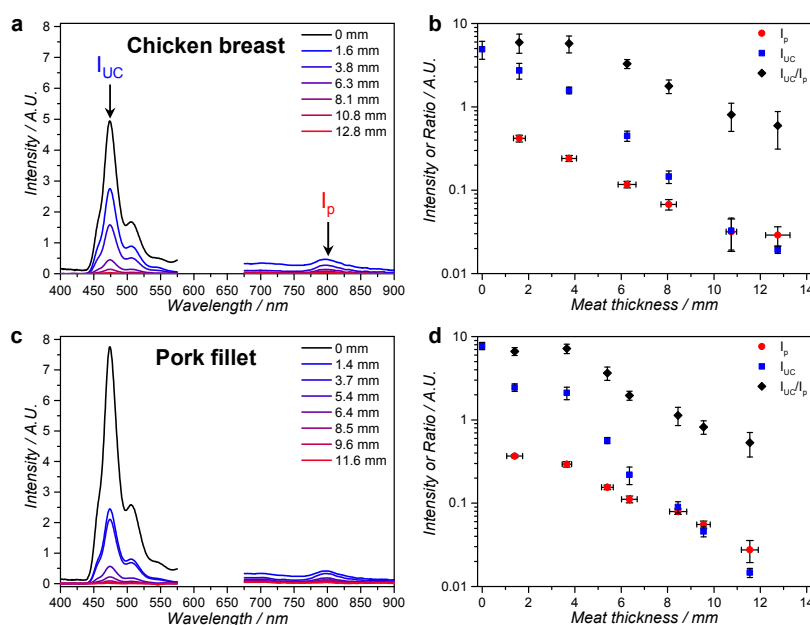 a
Chicken breast
I_UC
I_p
0 mm
1.6 mm
3.8 mm
6.3 mm
8.1 mm
10.8 mm
12.8 mm
Intensity / A.U.
8
7
6
5
4
3
2
1
0
400 450 500 550 600 650 700 750 800 850 900
Wavelength / nm
b
I_p
I_UC
I_UC/I_p
Intensity or Ratio / A.U.
10
1
0.1
0.01
0 2 4 6 8 10 12 14
Meat thickness / mm
c
Pork fillet
0 mm
1.4 mm
3.7 mm
5.4 mm
6.4 mm
8.5 mm
9.6 mm
11.6 mm
Intensity / A.U.
8
7
6
5
4
3
2
1
0
400 450 500 550 600 650 700 750 800 850 900
Wavelength / nm
d
I_p
I_UC
I_UC/I_p
Intensity or Ratio / A.U.
10
1
0.1
0.01
0 2 4 6 8 10 12 14
Meat thickness / mm